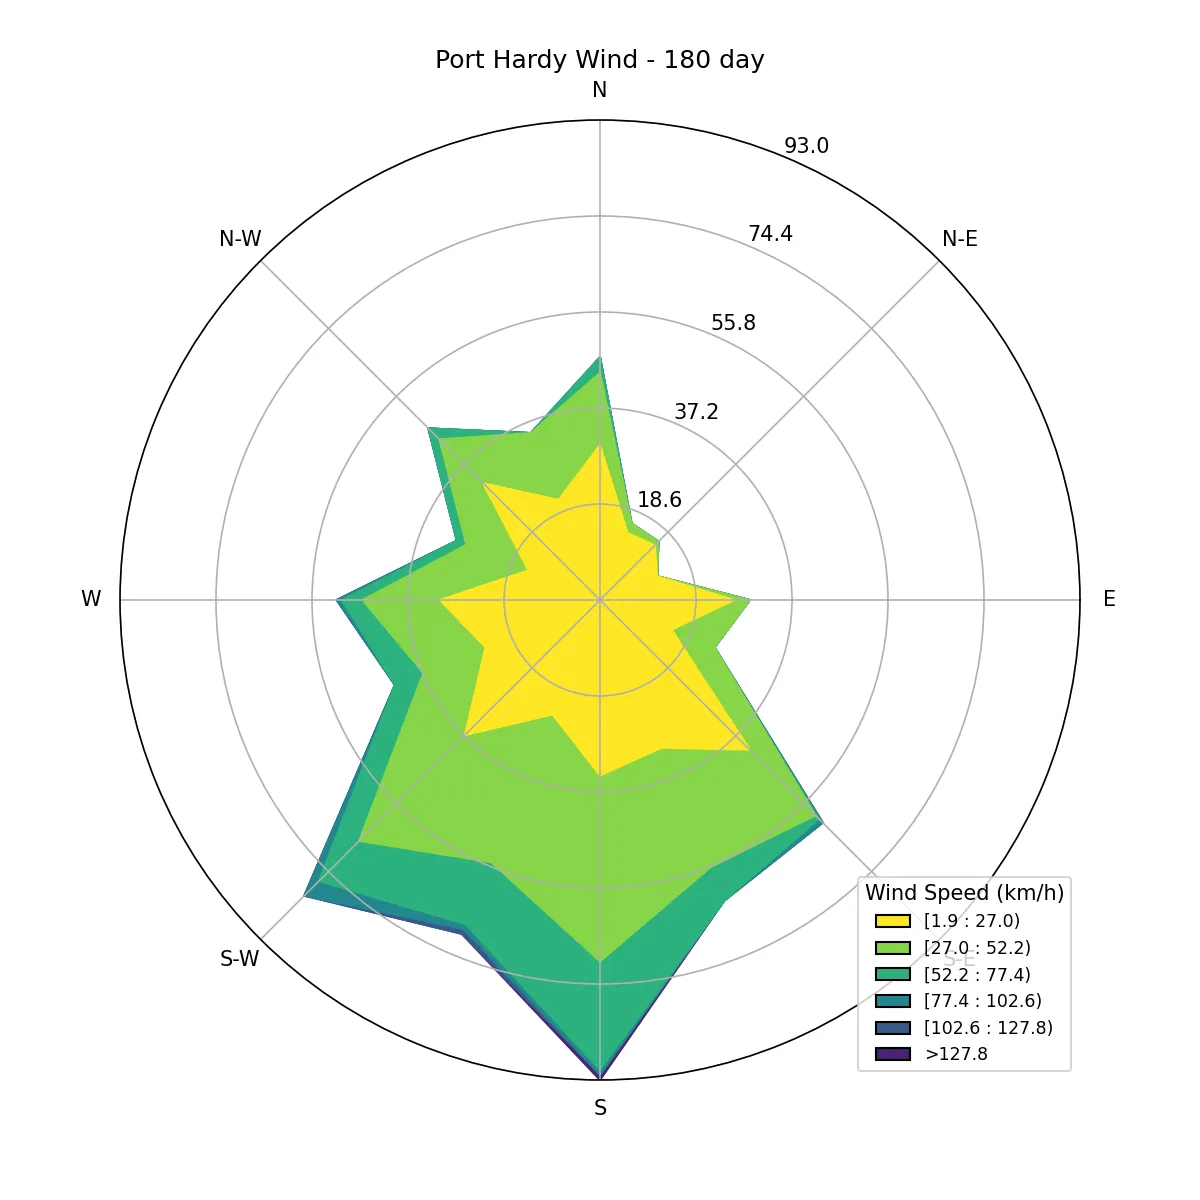 Port Hardy Wind - 180 day
N
93.0
N-W
N-E
74.4
55.8
37.2
18.6
W
E
S-W
S-E
S
Wind Speed (km/h)
[1.9 : 27.0)
[27.0 : 52.2)
[52.2 : 77.4)
[77.4 : 102.6)
[102.6 : 127.8)
>127.8